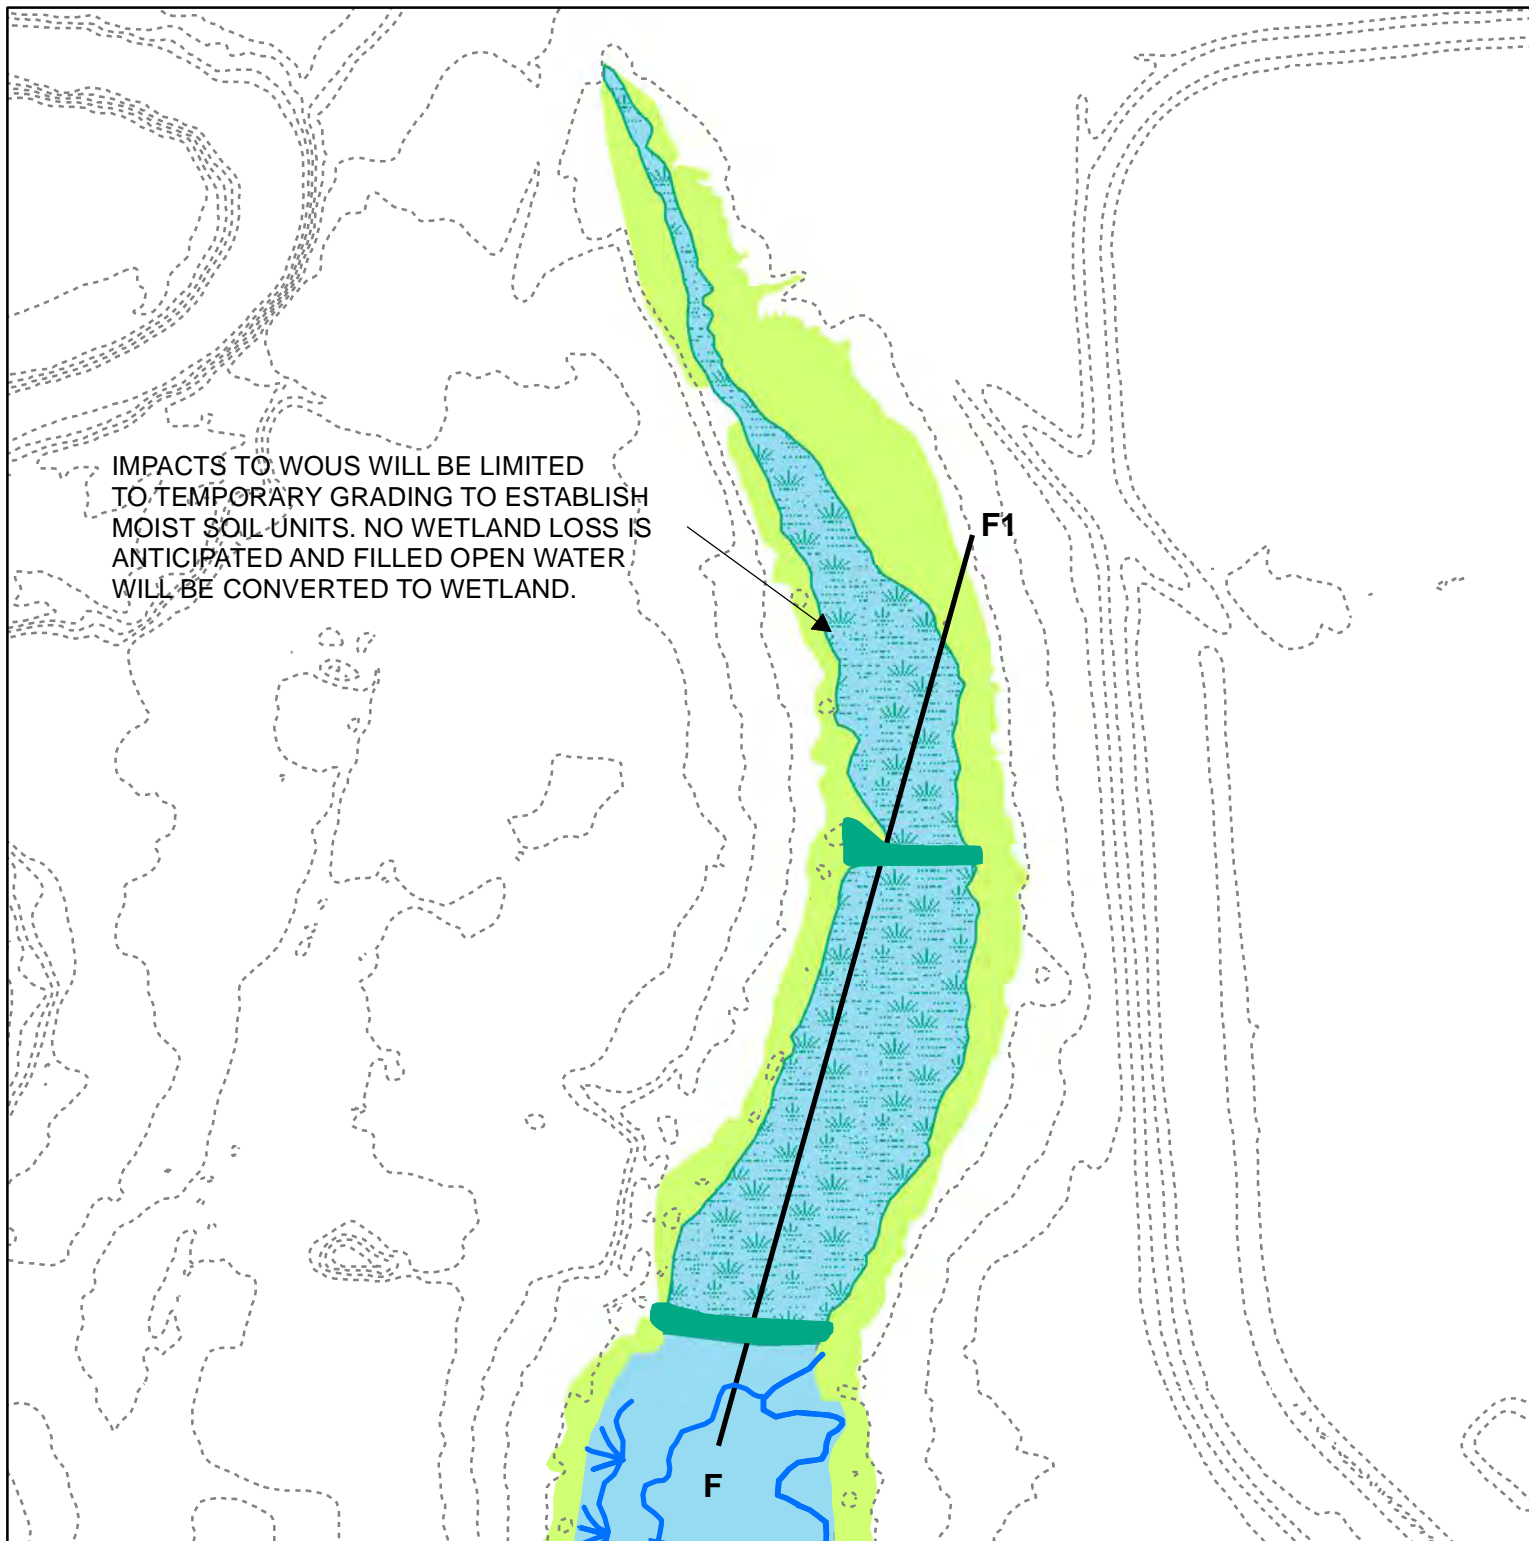 IMPACTS TO WOUS WILL BE LIMITED
TO TEMPORARY GRADING TO ESTABLISH
MOIST SOIL UNITS. NO WETLAND LOSS IS
ANTICIPATED AND FILLED OPEN WATER
WILL BE CONVERTED TO WETLAND.
F1
F